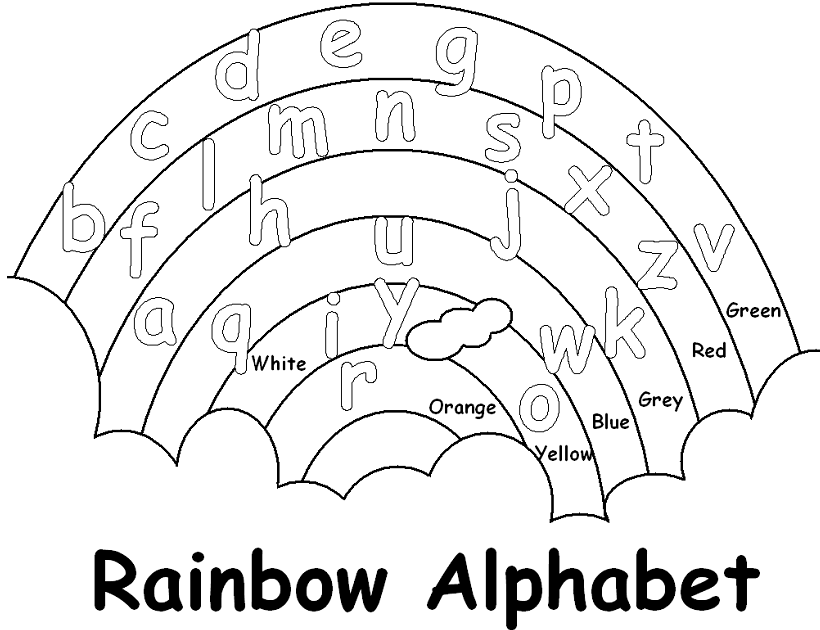 b c d e g p t v Green
f l m n s x z Red
a h j k Grey
q u w Blue
White i y o Yellow
r Orange
Rainbow Alphabet